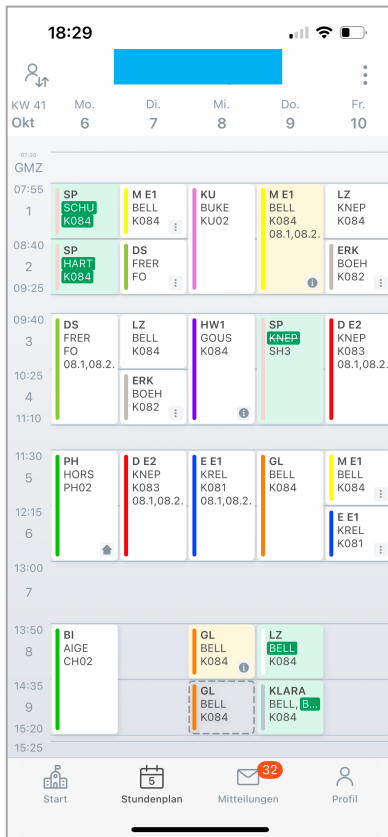 18:29
KW 41
Okt
Mo.
6
Di.
7
Mi.
8
Do.
9
Fr.
10
07:30
GMZ
07:55
1
08:40
2
09:25
SP
SCHU
K084
SP
HART
K084
M E1
BELL
K084
DS
FRER
FO
KU
BUKE
KU02
M E1
BELL
K084
08.1,08.2.
LZ
KNEP
K084
ERK
BOEH
K082
09:40
3
10:25
4
11:10
DS
FRER
FO
08.1,08.2.
LZ
BELL
K084
ERK
BOEH
K082
HW1
GOUS
K084
SP
KNEP
SH3
D E2
KNEP
K083
08.1,08.2.
11:30
5
12:15
6
13:00
PH
HORS
PH02
D E2
KNEP
K083
08.1,08.2.
E E1
KREL
K081
08.1,08.2.
GL
BELL
K084
M E1
BELL
K084
E E1
KREL
K081
7
13:50
8
14:35
9
15:20
15:25
BI
AIGE
CH02
GL
BELL
K084
GL
BELL
K084
LZ
BELL
K084
KLARA
BELL, B...
K084
5
32
Start
Stundenplan
Mitteilungen
Profil